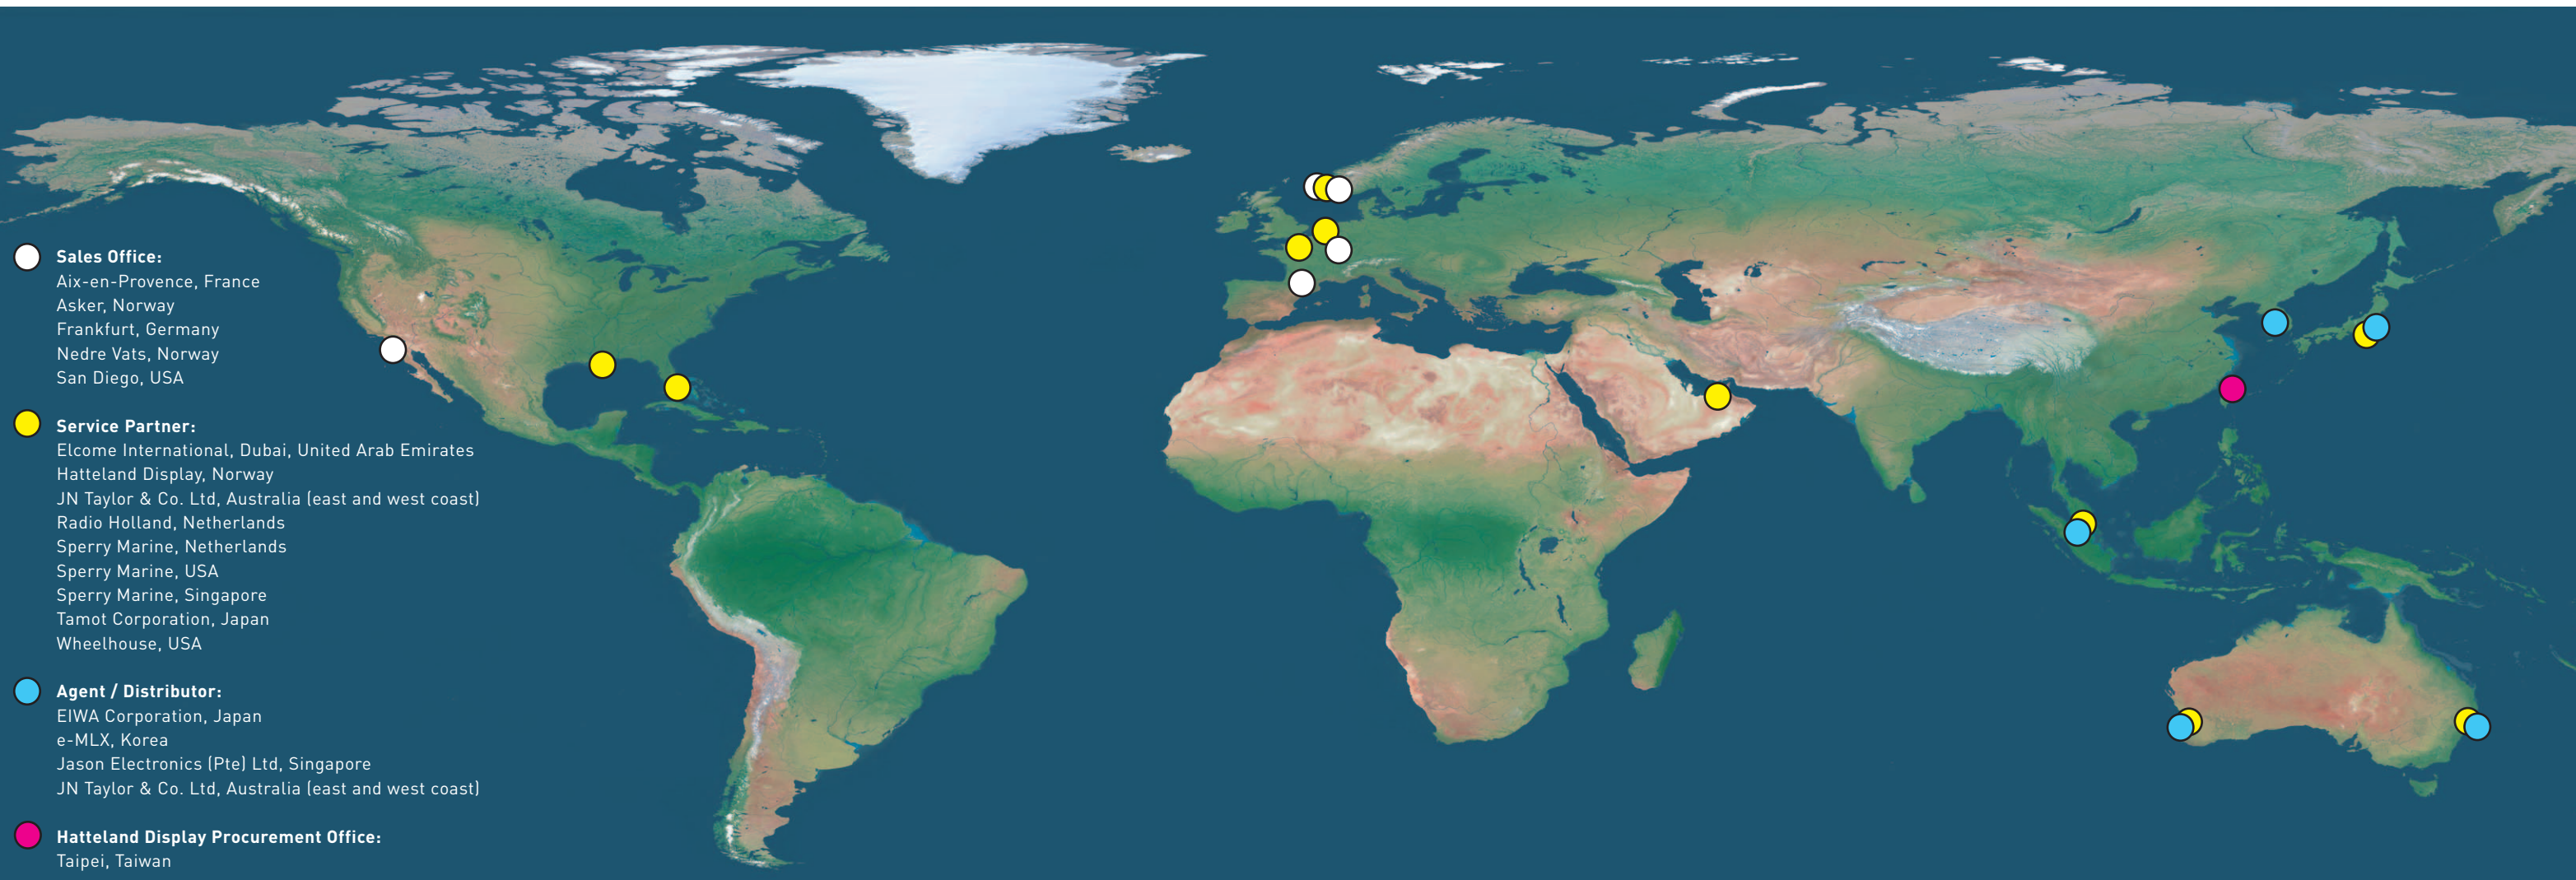 Sales Office:
Aix-en-Provence, France
Asker, Norway
Frankfurt, Germany
Nedre Vats, Norway
San Diego, USA
Service Partner:
Elcome International, Dubai, United Arab Emirates
Hatteland Display, Norway
JN Taylor & Co. Ltd, Australia (east and west coast)
Radio Holland, Netherlands
Sperry Marine, Netherlands
Sperry Marine, USA
Sperry Marine, Singapore
Tamot Corporation, Japan
Wheelhouse, USA
Agent / Distributor:
EIWA Corporation, Japan
e-MLX, Korea
Jason Electronics (Pte) Ltd, Singapore
JN Taylor & Co. Ltd, Australia (east and west coast)
Hatteland Display Procurement Office:
Taipei, Taiwan